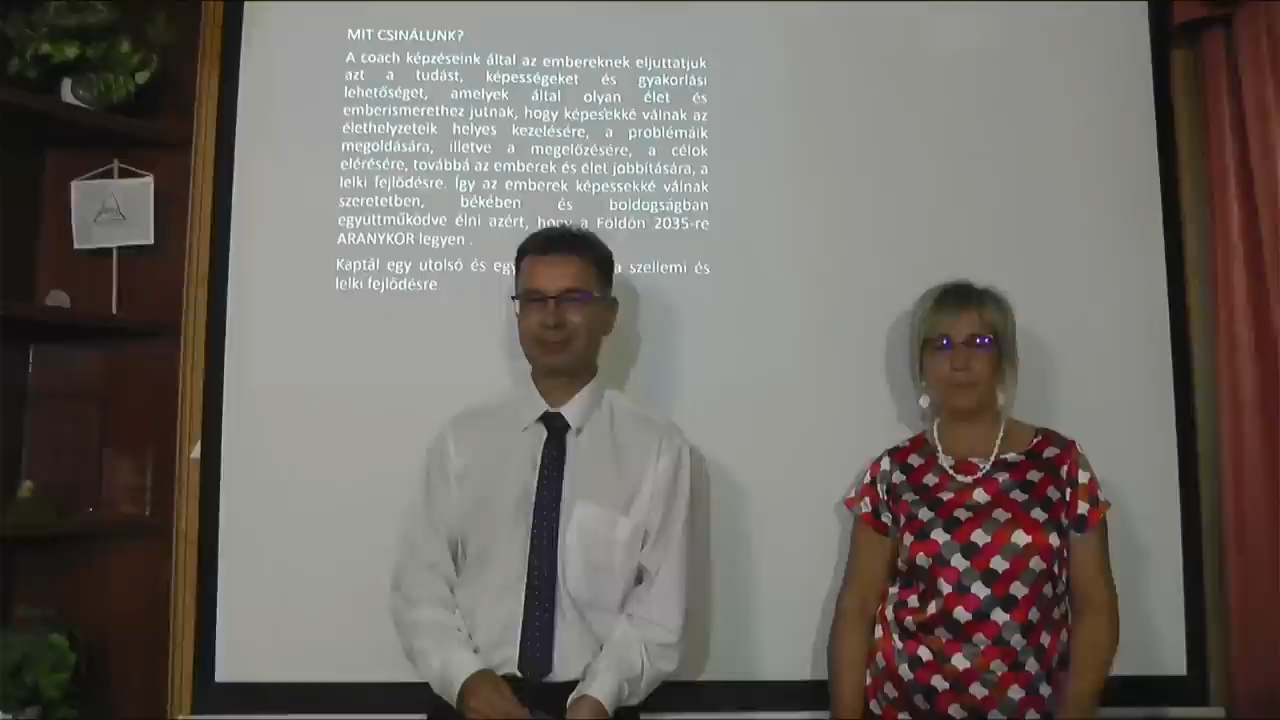 MIT CSINÁLUNK?
A coach képzéseink által az embereknek eljuttatjuk
azt a tudást, képességeket és gyakorlási
lehetőséget, amelyek által olyan élet és
emberismerethez jutnak, hogy képesekké válnak az
élethelyzeteik helyes kezelésére, a problémáik
megoldására, illetve a megelőzésére, a célok
elérésére, továbbá az emberek és élet jobbítására, a
lelki fejlődésre. Így az emberek képessekké válnak
szeretetben, békében és boldogságban
együttműködve élni azért, hogy a Földön 2035-re
ARANYKOR legyen .
Kaptál egy utolsó és a szellemi és
lelki fejlődésre